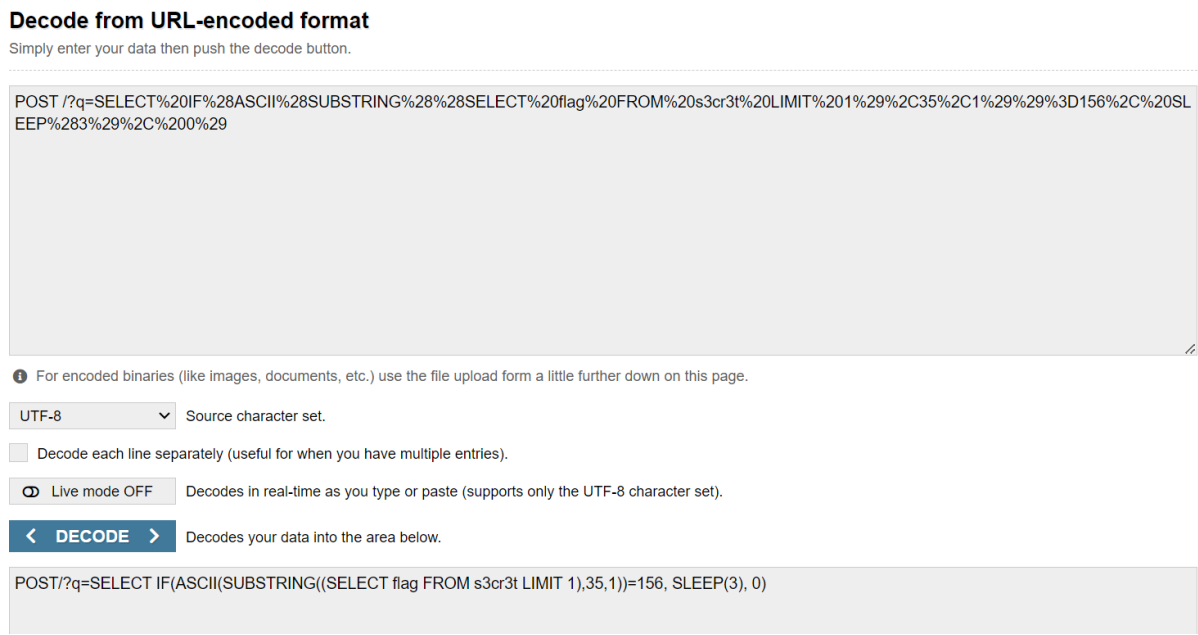 Decode from URL-encoded format
Simply enter your data then push the decode button.
POST /?q=SELECT%20IF%28ASCII%28SUBSTRING%28%28SELECT%20flag%20FROM%20s3cr3t%20LIMIT%201%29%2C35%2C1%29%29%3D156%2C%20SL
EEP%283%29%2C%200%29
For encoded binaries (like images, documents, etc.) use the file upload form a little further down on this page.
UTF-8 Source character set.
Decode each line separately (useful for when you have multiple entries).
Live mode OFF Decodes in real-time as you type or paste (supports only the UTF-8 character set).
< DECODE > Decodes your data into the area below.
POST/?q=SELECT IF(ASCII(SUBSTRING((SELECT flag FROM s3cr3t LIMIT 1),35,1))=156, SLEEP(3), 0)